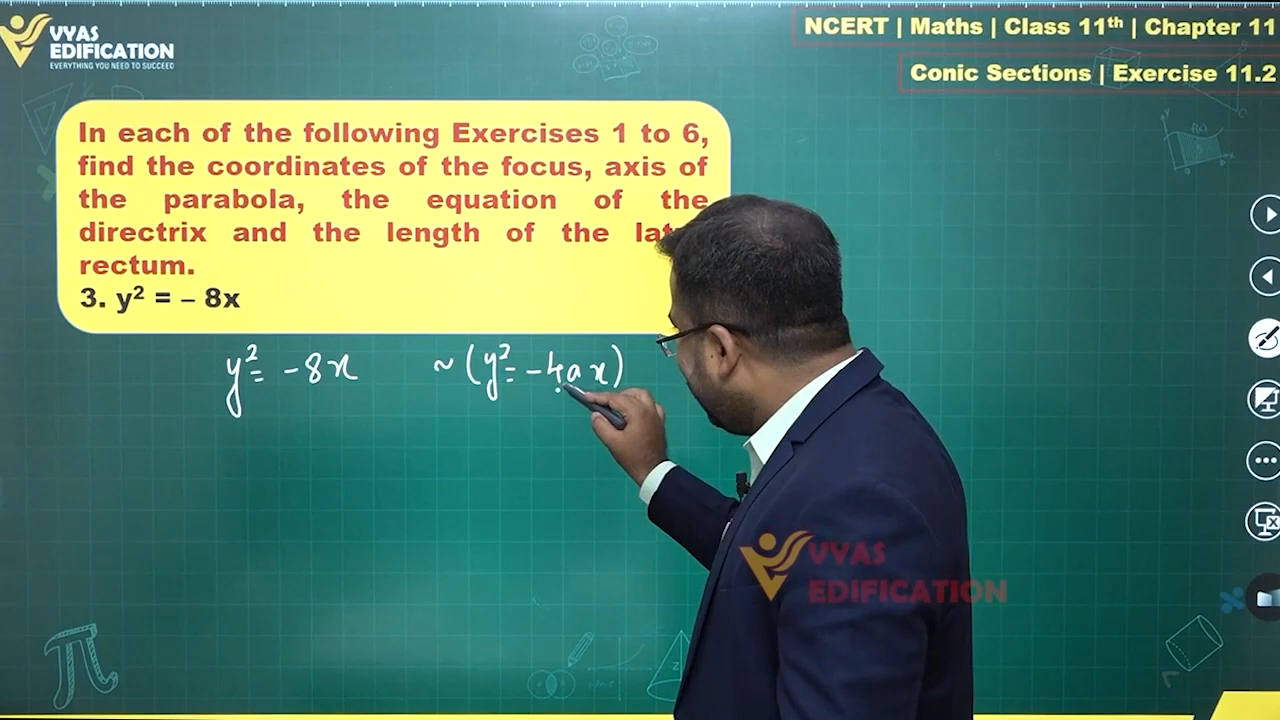 VYAS
EDIFICATION
EVERYTHING YOU NEED TO SUCCEED
NCERT | Maths | Class 11th | Chapter 11
Conic Sections | Exercise 11.2
In each of the following Exercises 1 to 6,
find the coordinates of the focus, axis of
the parabola, the equation of the
directrix and the length of the
rectum.
3. y² = – 8x
y² = -8x ~ (y² = -4ax)
VYAS
EDIFICATION